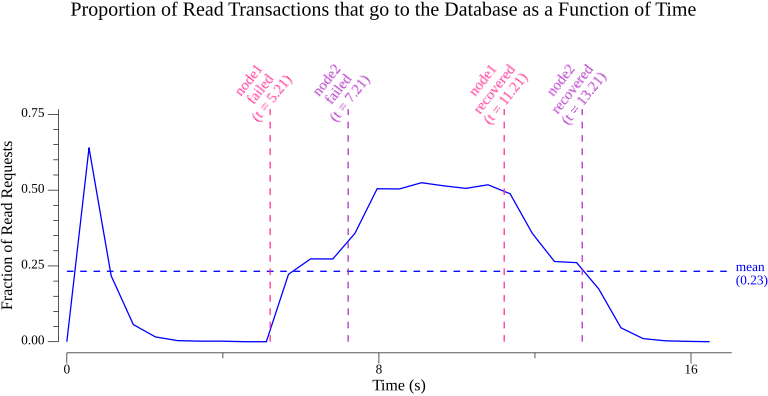 Proportion of Read Transactions that go to the Database as a Function of Time
node1
failed
(t = 5.21)
node2
failed
(t = 7.21)
node1
recovered
(t = 11.21)
node2
recovered
(t = 13.21)
Fraction of Read Requests
0.75
0.50
0.25
0.00
mean
(0.23)
0
8
16
Time (s)